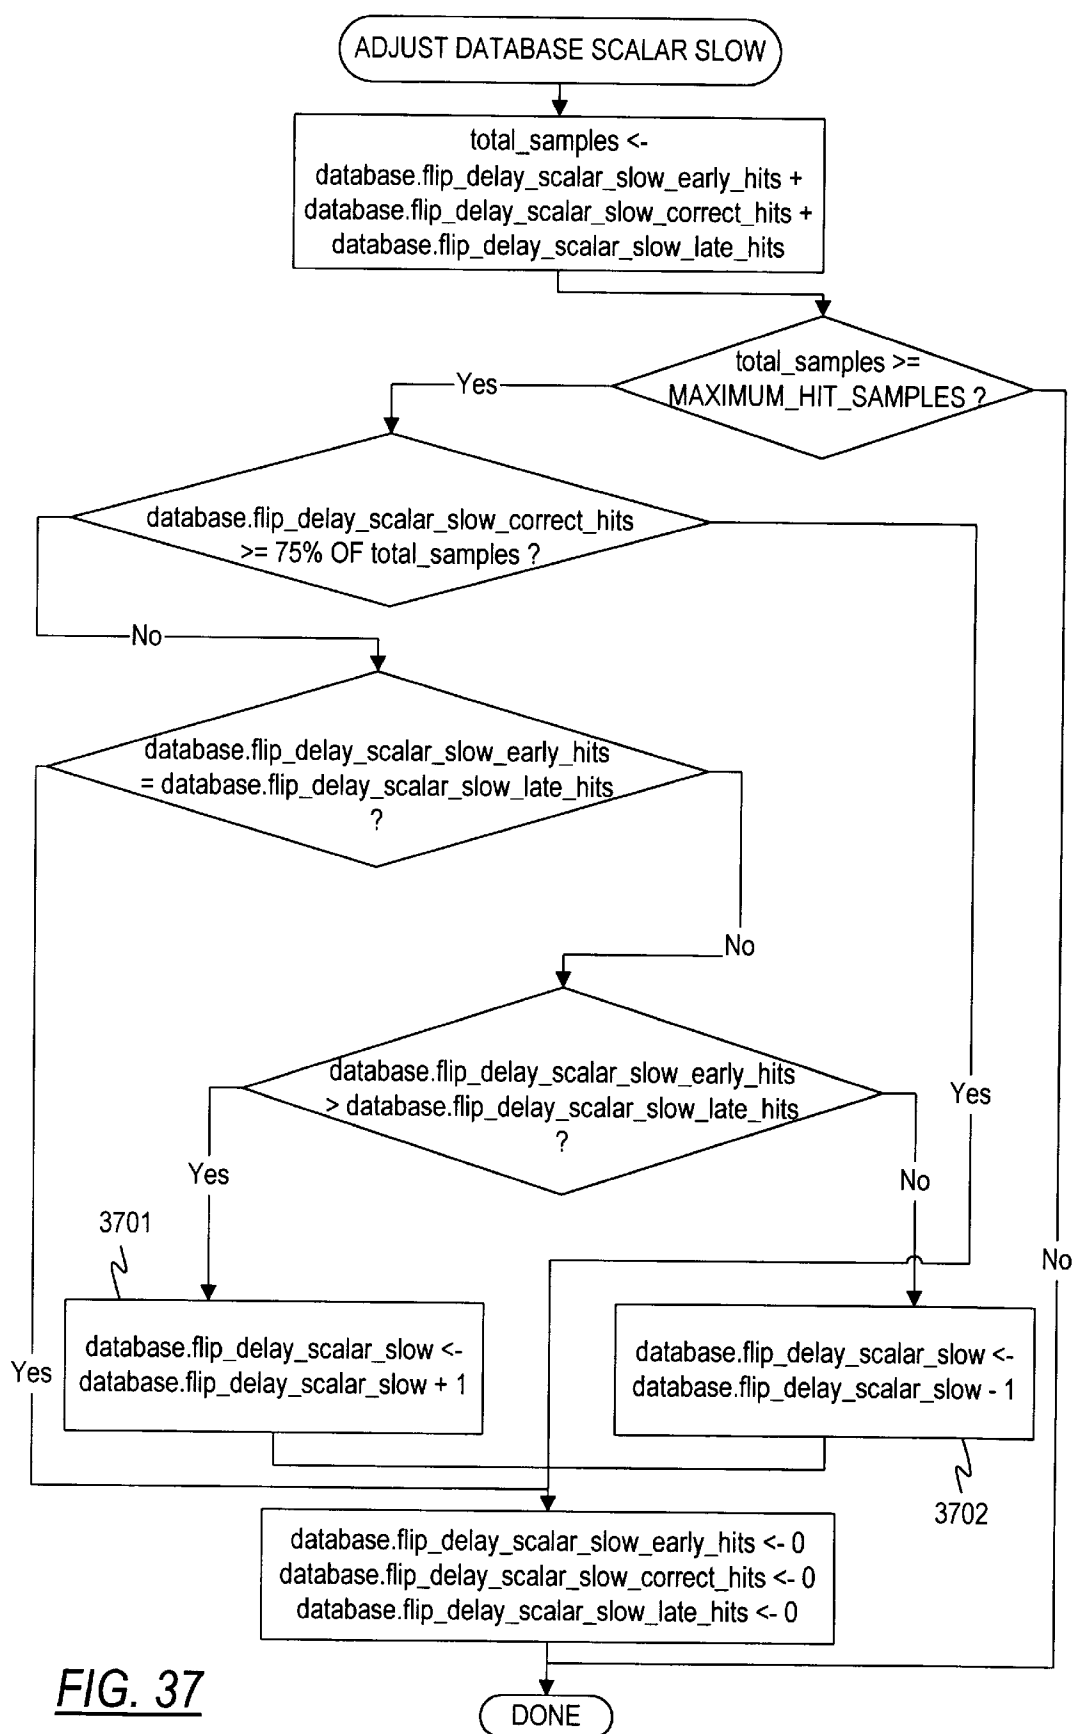 ADJUST DATABASE SCALAR SLOW
total_samples <-
database.flip_delay_scalar_slow_early_hits +
database.flip_delay_scalar_slow_correct_hits +
database.flip_delay_scalar_slow_late_hits
total_samples >=
MAXIMUM_HIT_SAMPLES ?
Yes
database.flip_delay_scalar_slow_correct_hits
>= 75% OF total_samples ?
No
database.flip_delay_scalar_slow_early_hits
= database.flip_delay_scalar_slow_late_hits
?
No
database.flip_delay_scalar_slow_early_hits
> database.flip_delay_scalar_slow_late_hits
?
Yes
Yes
No
3701
No
database.flip_delay_scalar_slow <-
database.flip_delay_scalar_slow + 1
Yes
database.flip_delay_scalar_slow <-
database.flip_delay_scalar_slow - 1
3702
database.flip_delay_scalar_slow_early_hits <- 0
database.flip_delay_scalar_slow_correct_hits <- 0
database.flip_delay_scalar_slow_late_hits <- 0
FIG. 37
DONE